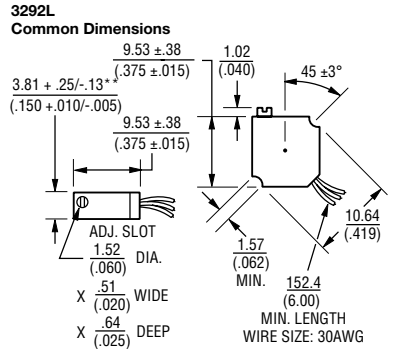 3292L
Common Dimensions
9.53 ±.38
(.375 ±.015)
1.02
(.040)
45 ±3°
3.81 + .25/-.13**
(.150 +.010/-.005)
9.53 ±.38
(.375 ±.015)
ADJ. SLOT
1.52
(.060)
DIA.
X .51
(.020)
WIDE
X .64
(.025)
DEEP
1.57
(.062)
MIN.
10.64
(.419)
152.4
(6.00)
MIN. LENGTH
WIRE SIZE: 30AWG